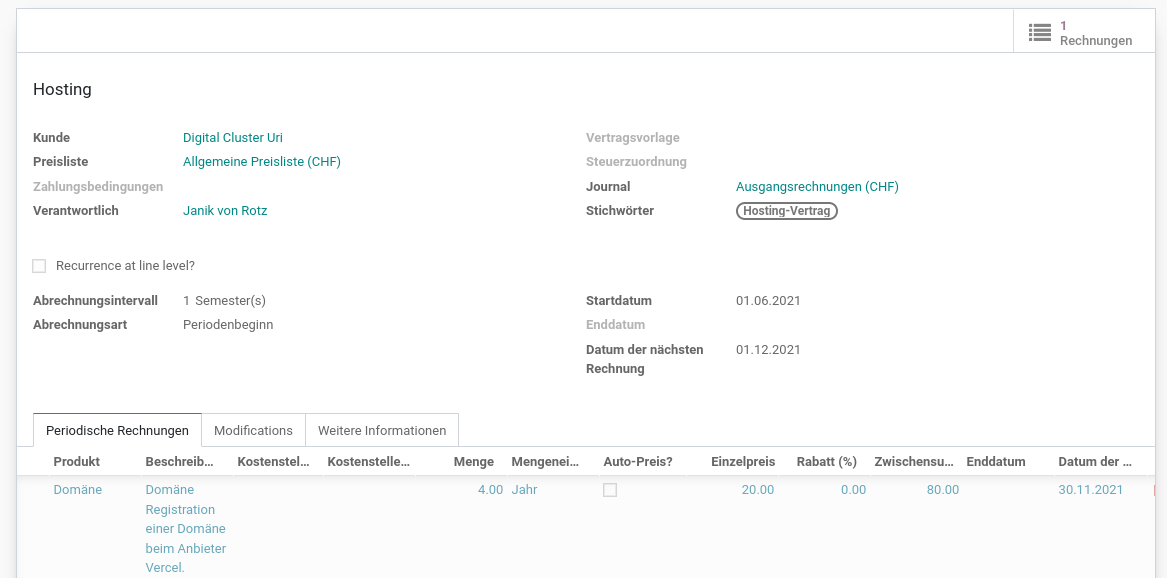 1
Rechnungen
Hosting
Kunde Digital Cluster Uri Vertragsvorlage
Preisliste Allgemeine Preisliste (CHF) Steuerzuordnung
Zahlungsbedingungen Journal Ausgangsrechnungen (CHF)
Verantwortlich Janik von Rotz Stichwörter Hosting-Vertrag
Recurrence at line level?
Abrechnungsintervall 1 Semester(s) Startdatum 01.06.2021
Abrechnungsart Periodenbeginn Enddatum
Datum der nächsten 01.12.2021
Rechnung
Periodische Rechnungen Modifications Weitere Informationen
Produkt Beschreib... Kostenstel... Kostenstelle... Menge Mengenei... Auto-Preis? Einzelpreis Rabatt (%) Zwischensu... Enddatum Datum der ...
Domäne Domäne 4.00 Jahr 20.00 0.00 80.00 30.11.2021
Registration
einer Domäne
beim Anbieter
Vercel.